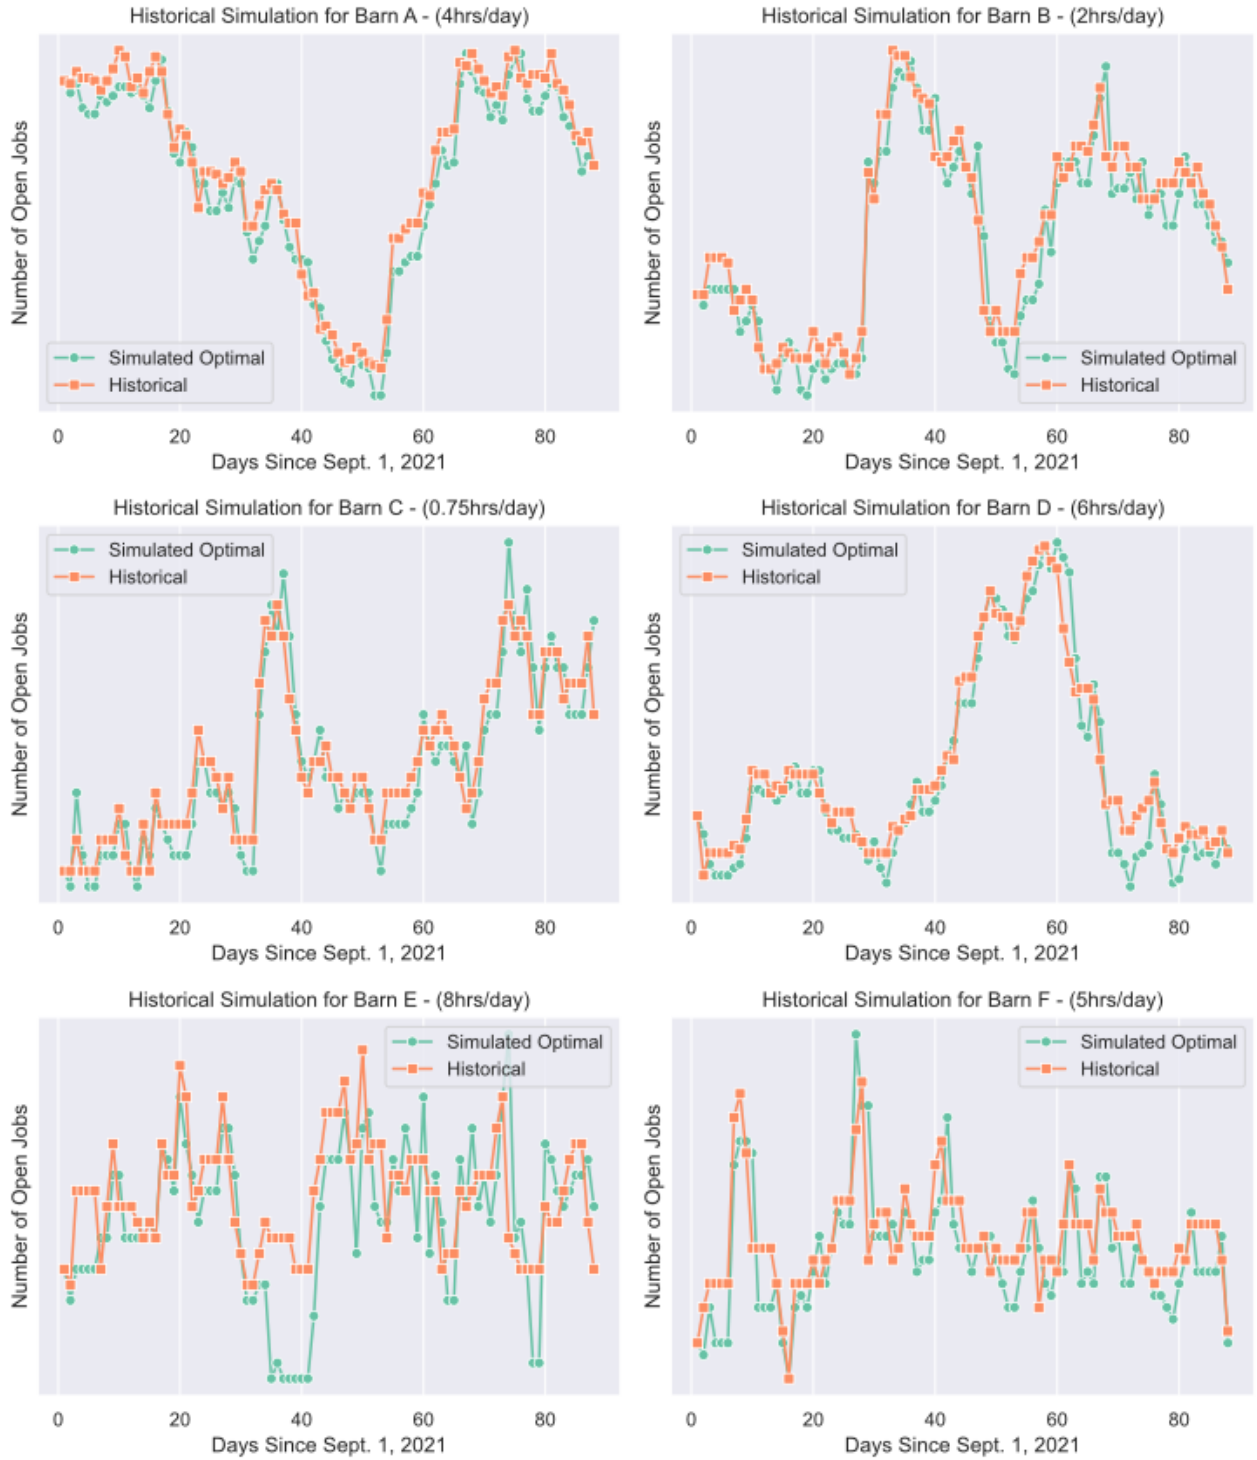 Historical Simulation for Barn A - (4hrs/day)
Number of Open Jobs
Simulated Optimal
Historical
0 20 40 60 80
Days Since Sept. 1, 2021
Historical Simulation for Barn B - (2hrs/day)
Number of Open Jobs
Simulated Optimal
Historical
0 20 40 60 80
Days Since Sept. 1, 2021
Historical Simulation for Barn C - (0.75hrs/day)
Number of Open Jobs
Simulated Optimal
Historical
0 20 40 60 80
Days Since Sept. 1, 2021
Historical Simulation for Barn D - (6hrs/day)
Number of Open Jobs
Simulated Optimal
Historical
0 20 40 60 80
Days Since Sept. 1, 2021
Historical Simulation for Barn E - (8hrs/day)
Number of Open Jobs
Simulated Optimal
Historical
0 20 40 60 80
Days Since Sept. 1, 2021
Historical Simulation for Barn F - (5hrs/day)
Number of Open Jobs
Simulated Optimal
Historical
0 20 40 60 80
Days Since Sept. 1, 2021